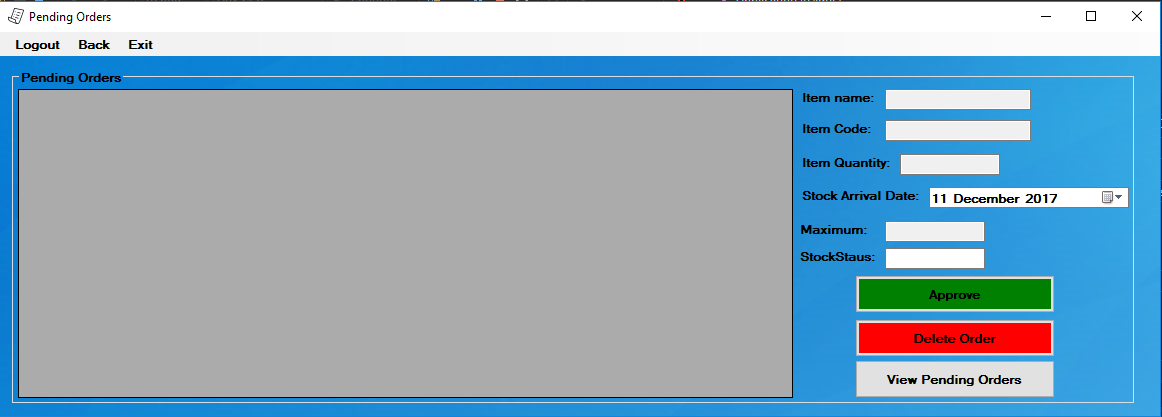 Pending Orders
Logout Back Exit
Pending Orders
Item name:
Item Code:
Item Quantity:
Stock Arrival Date: 11 December 2017
Maximum:
StockStaus:
Approve
Delete Order
View Pending Orders